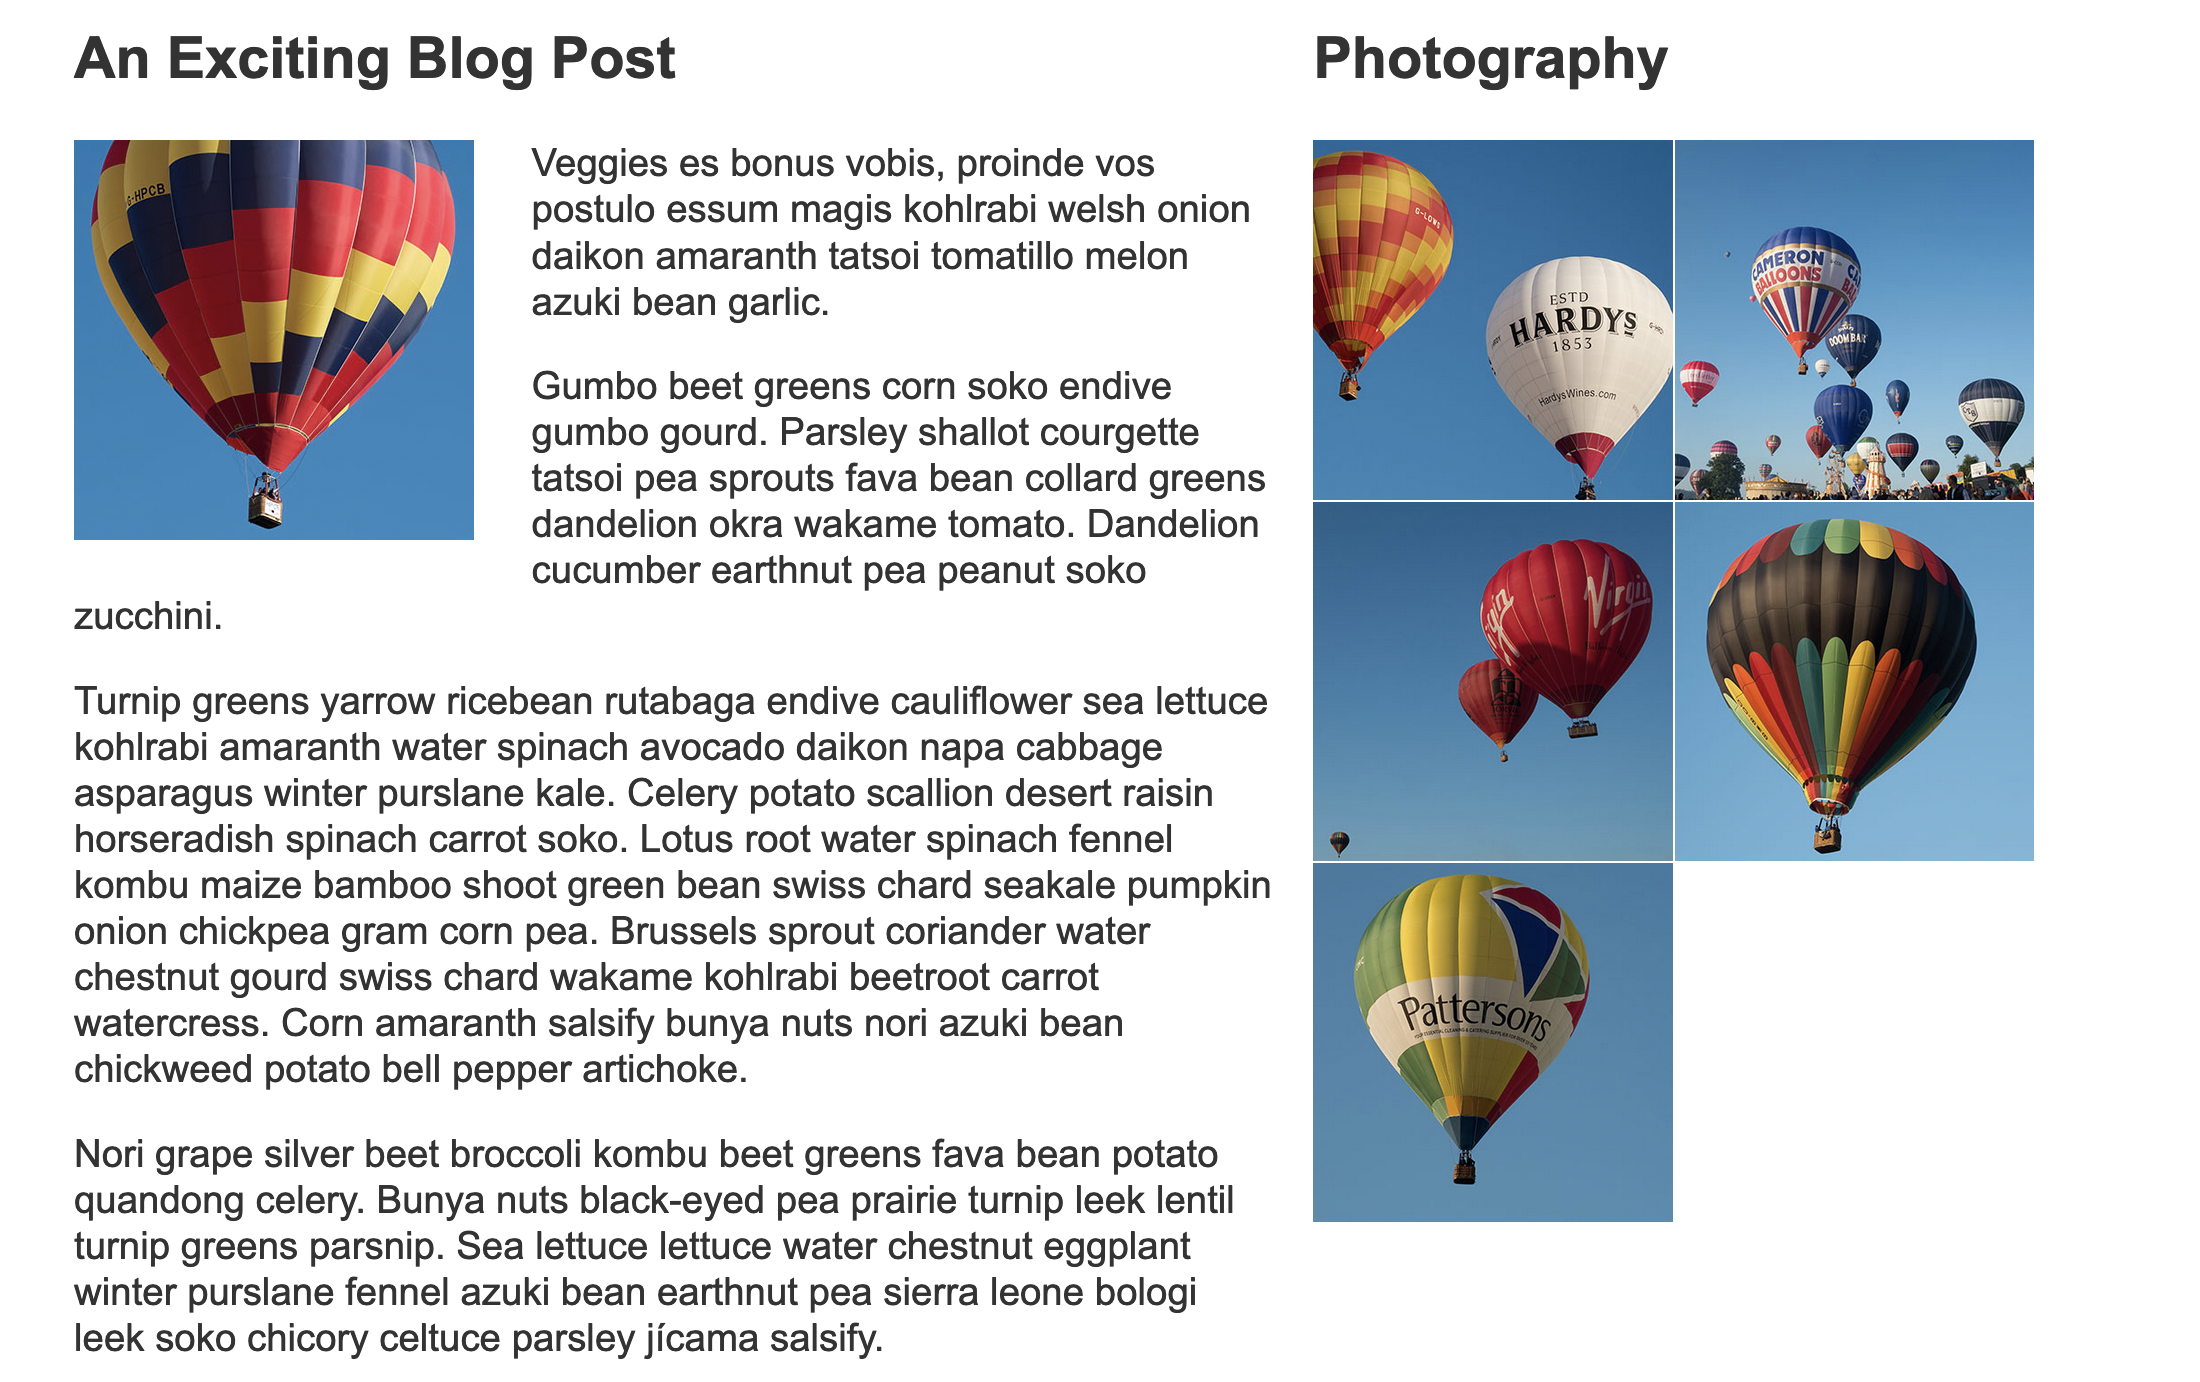 An Exciting Blog Post
Veggies es bonus vobis, proinde vos
postulo essum magis kohlrabi welsh onion
daikon amaranth tatsoi tomatillo melon
azuki bean garlic.
Gumbo beet greens corn soko endive
gumbo gourd. Parsley shallot courgette
tatsoi pea sprouts fava bean collard greens
dandelion okra wakame tomato. Dandelion
cucumber earthnut pea peanut soko
zucchini.
Turnip greens yarrow ricebean rutabaga endive cauliflower sea lettuce
kohlrabi amaranth water spinach avocado daikon napa cabbage
asparagus winter purslane kale. Celery potato scallion desert raisin
horseradish spinach carrot soko. Lotus root water spinach fennel
kombu maize bamboo shoot green bean swiss chard seakale pumpkin
onion chickpea gram corn pea. Brussels sprout coriander water
chestnut gourd swiss chard wakame kohlrabi beetroot carrot
watercress. Corn amaranth salsify bunya nuts nori azuki bean
chickweed potato bell pepper artichoke.
Nori grape silver beet broccoli kombu beet greens fava bean potato
quandong celery. Bunya nuts black-eyed pea prairie turnip leek lentil
turnip greens parsnip. Sea lettuce lettuce water chestnut eggplant
winter purslane fennel azuki bean earthnut pea sierra leone bologi
leek soko chicory celtuce parsley jícama salsify.
G-HPCB
Photography
G-LOWS
ESTD
HARDYS
1853
HardysWines.com
CAMERON
BALLOONS
DOOM BAR
Virgin
Pattersons